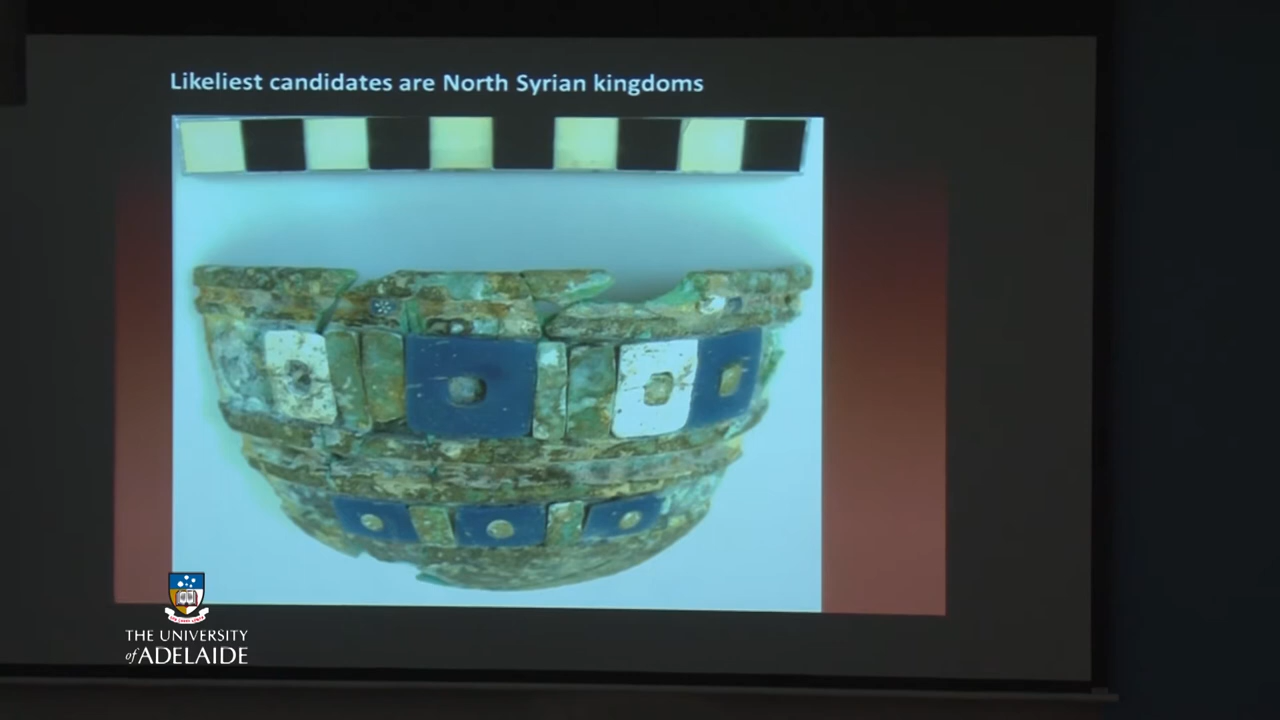 Likeliest candidates are North Syrian kingdoms
THE UNIVERSITY
of ADELAIDE